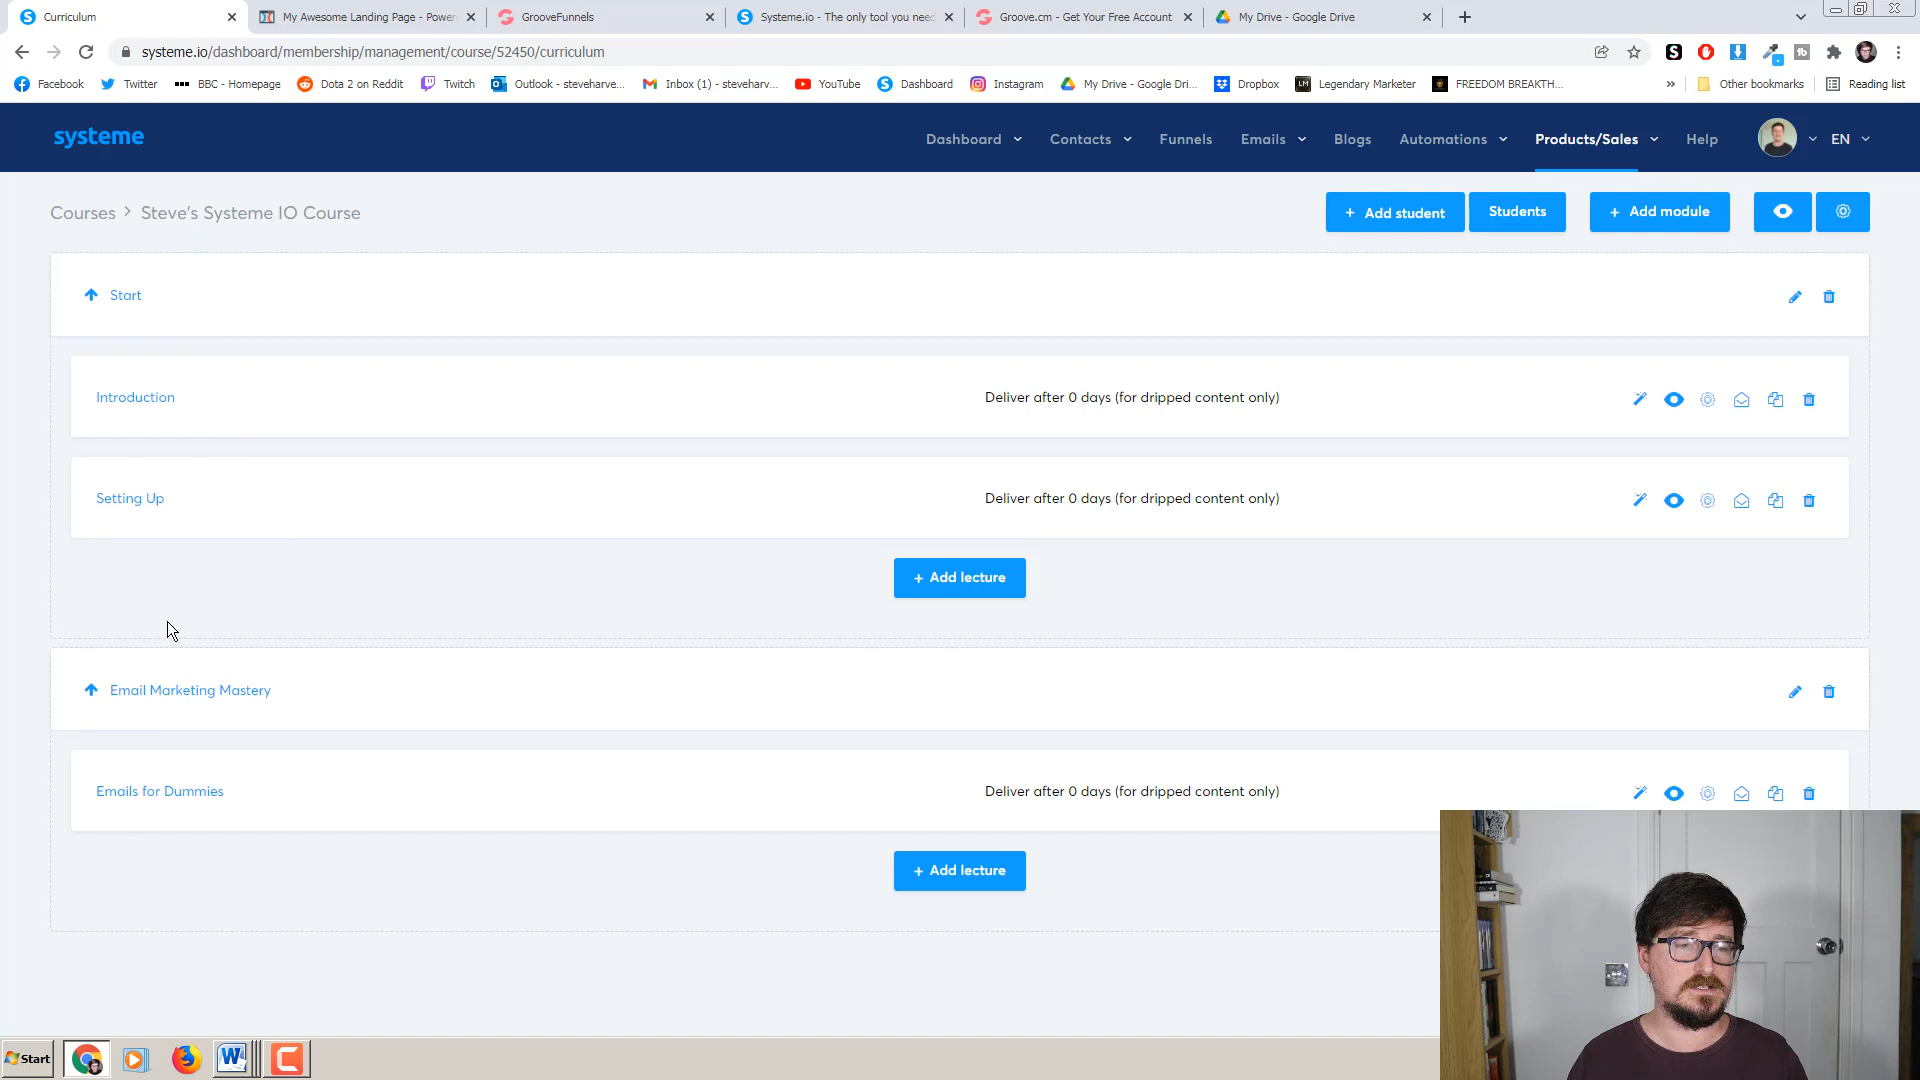 Curriculum
My Awesome Landing Page - Power
GrooveFunnels
Systeme.io - The only tool you need
Groove.cm - Get Your Free Account
My Drive - Google Drive
systeme.io/dashboard/membership/management/course/52450/curriculum
Facebook
Twitter
BBC - Homepage
Dota 2 on Reddit
Twitch
Outlook - steveharve...
Inbox (1) - steveharv...
YouTube
Dashboard
Instagram
My Drive - Google Dri...
Dropbox
LM
Legendary Marketer
FREEDOM BREAKTH...
»
Other bookmarks
Reading list
systeme
Dashboard
Contacts
Funnels
Emails
Blogs
Automations
Products/Sales
Help
EN
Courses > Steve's Systeme IO Course
+ Add student
Students
+ Add module
Start
Introduction
Deliver after 0 days (for dripped content only)
Setting Up
Deliver after 0 days (for dripped content only)
+ Add lecture
Email Marketing Mastery
Emails for Dummies
Deliver after 0 days (for dripped content only)
+ Add lecture
Start